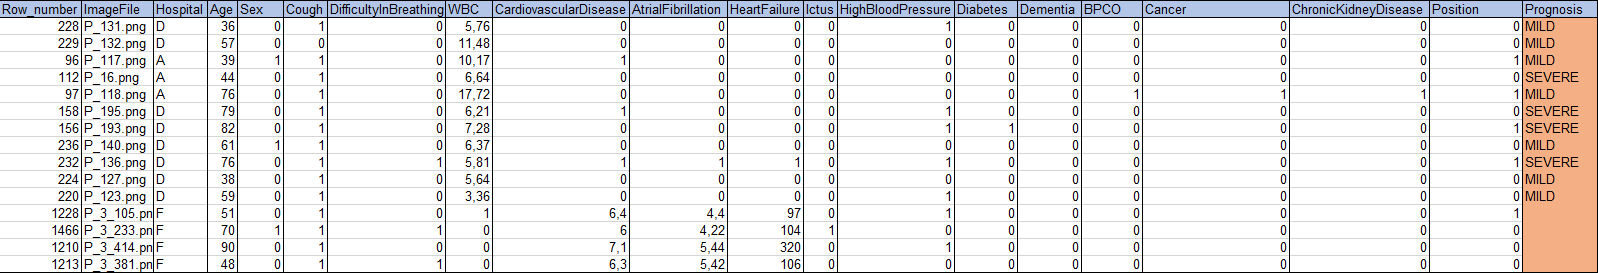 Row_number ImageFile Hospital Age Sex Cough DifficultyInBreathing WBC CardiovascularDisease AtrialFibrillation HeartFailure Ictus HighBloodPressure Diabetes Dementia BPCO Cancer ChronicKidneyDisease Position Prognosis
228 P_131.png D 36 0 1 0 5,76 0 0 0 0 1 0 0 0 0 0 0 MILD
229 P_132.png D 57 0 0 0 11,48 0 0 0 0 0 0 0 0 0 0 0 MILD
96 P_117.png A 39 1 1 0 10,17 1 0 0 0 0 0 0 0 0 0 1 MILD
112 P_16.png A 44 0 1 0 6,64 0 0 0 0 0 0 0 0 0 0 0 SEVERE
97 P_118.png A 76 0 1 0 17,72 0 0 0 0 0 0 0 1 1 1 1 MILD
158 P_195.png D 79 0 1 0 6,21 1 0 0 0 1 0 0 0 0 0 0 SEVERE
156 P_193.png D 82 0 1 0 7,28 0 0 0 0 1 1 0 0 0 0 1 SEVERE
236 P_140.png D 61 1 1 0 6,37 0 0 0 0 0 0 0 0 0 0 0 MILD
232 P_136.png D 76 0 1 1 5,81 1 1 1 0 1 0 0 0 0 0 1 SEVERE
224 P_127.png D 38 0 1 0 5,64 0 0 0 0 0 0 0 0 0 0 0 MILD
220 P_123.png D 59 0 1 0 3,36 0 0 0 0 1 0 0 0 0 0 0 MILD
1228 P_3_105.pn F 51 0 1 0 1 6,4 4,4 97 0 1 0 0 0 0 0 1
1466 P_3_233.pn F 70 1 1 1 0 6 4,22 104 1 0 0 0 0 0 0 0
1210 P_3_414.pn F 90 0 1 0 0 7,1 5,44 320 0 1 0 0 0 0 0 0
1213 P_3_381.pn F 48 0 1 1 0 6,3 5,42 106 0 0 0 0 0 0 0 0